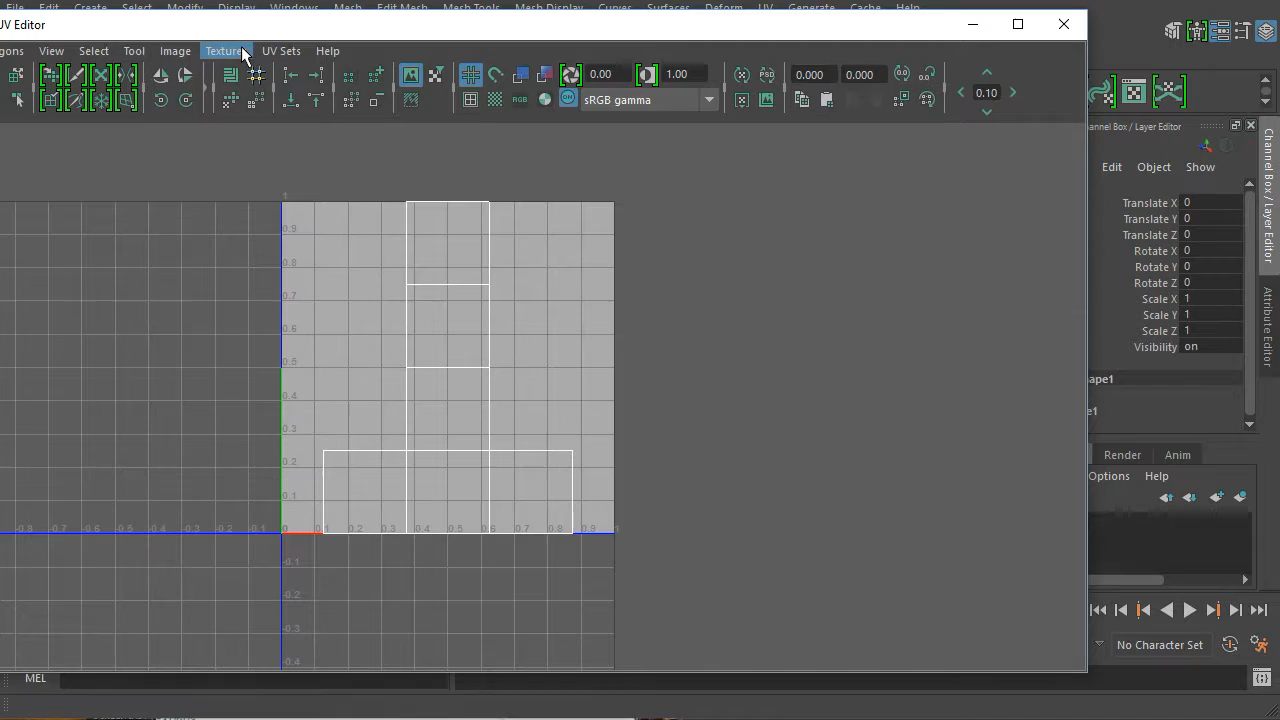 File Edit Create Select Modify Display Windows Mesh Edit Mesh Mesh Tools Mesh Display Curves Surfaces Deform UV Generate Cache Help
UV Editor
gons View Select Tool Image Textures UV Sets Help
0.00 1.00 0.000 0.000
RGB sRGB gamma 0.10
Channel Box / Layer Editor
annel Box / Layer Editor
Attribute Editor
Edit Object Show
Translate X 0
Translate Y 0
Translate Z 0
Rotate X 0
Rotate Y 0
Rotate Z 0
Scale X 1
Scale Y 1
Scale Z 1
Visibility on
ape1
e1
Render Anim
Options Help
1
0.9
0.8
0.7
0.6
0.5
0.4
0.3
0.2
0.1
-0.8 -0.7 -0.6 -0.5 -0.4 -0.3 -0.2 -0.1 0 0.1 0.2 0.3 0.4 0.5 0.6 0.7 0.8 0.9 1
-0.1
-0.2
-0.3
-0.4
No Character Set
MEL